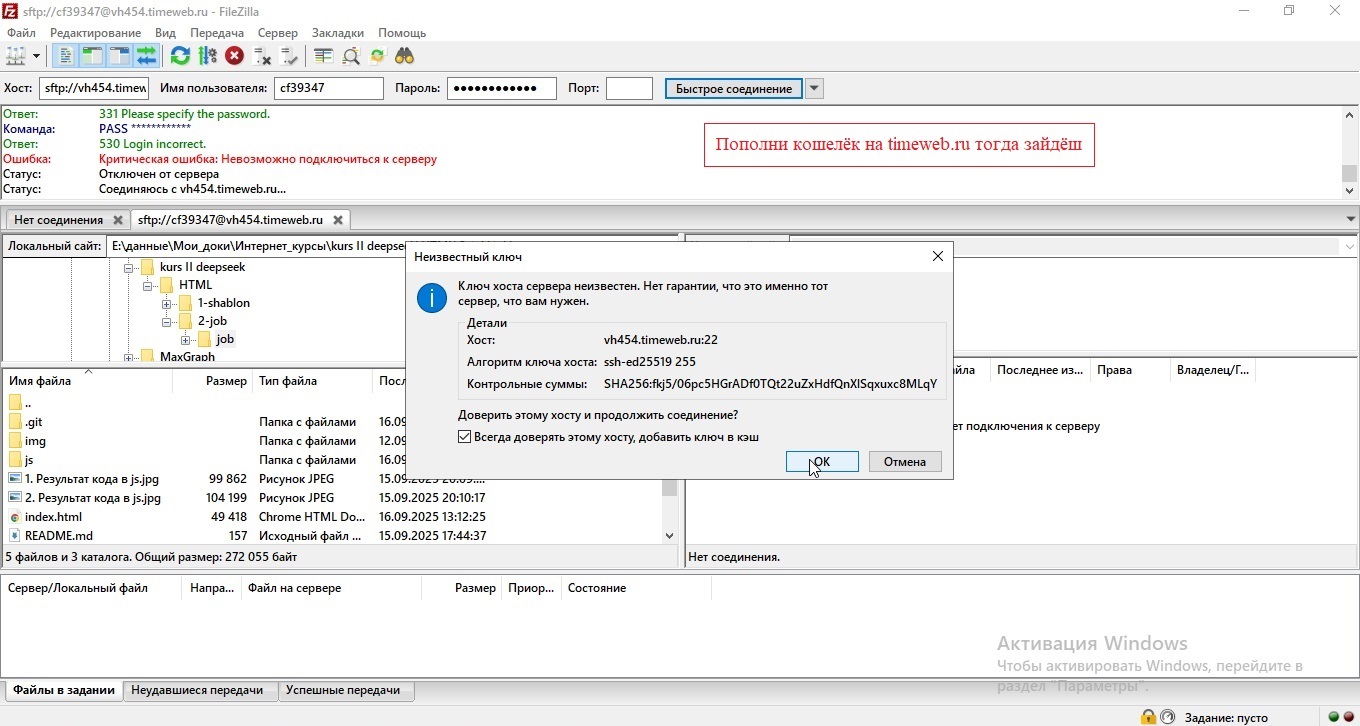 sftp://cf39347@vh454.timeweb.ru - FileZilla
Файл Редактирование Вид Передача Сервер Закладки Помощь
Хост: sftp://vh454.timew Имя пользователя: cf39347 Пароль: ●●●●●●●●●●●● Порт: Быстрое соединение
Ответ: 331 Please specify the password.
Команда: PASS ************
Ответ: 530 Login incorrect.
Ошибка: Критическая ошибка: Невозможно подключиться к серверу
Статус: Отключен от сервера
Статус: Соединяюсь с vh454.timeweb.ru...
Пополни кошелёк на timeweb.ru тогда зайдёш
Нет соединения sftp://cf39347@vh454.timeweb.ru
Локальный сайт: E:\данные\Мои_доки\Интернет_курсы\kurs II deepse
kurs II deepseek
HTML
1-shablon
2-job
job
MaxGraph
Неизвестный ключ
Ключ хоста сервера неизвестен. Нет гарантии, что это именно тот
сервер, что вам нужен.
Детали
Хост: vh454.timeweb.ru:22
Алгоритм ключа хоста: ssh-ed25519 255
Контрольные суммы: SHA256:fkj5/06pc5HGrADf0TQt22uZxHdfQnXISqxuxc8MLqY
Доверить этому хосту и продолжить соединение?
Всегда доверять этому хосту, добавить ключ в кэш
OK Отмена
Имя файла Размер Тип файла Посл
..
.git Папка с файлами 16.09
img Папка с файлами 12.09
js Папка с файлами 16.09
1. Результат кода в js.jpg 99 862 Рисунок JPEG 15.09.2025
2. Результат кода в js.jpg 104 199 Рисунок JPEG 15.09.2025 20:10:17
index.html 49 418 Chrome HTML Do... 16.09.2025 13:12:25
README.md 157 Исходный файл ... 15.09.2025 17:44:37
5 файлов и 3 каталога. Общий размер: 272 055 байт
йла Последнее из... Права Владелец/Г...
ет подключения к серверу
Нет соединения.
Сервер/Локальный файл Напра... Файл на сервере Размер Приор... Состояние
Активация Windows
Чтобы активировать Windows, перейдите в
раздел "Параметры".
Файлы в задании Неудавшиеся передачи Успешные передачи
Задание: пусто